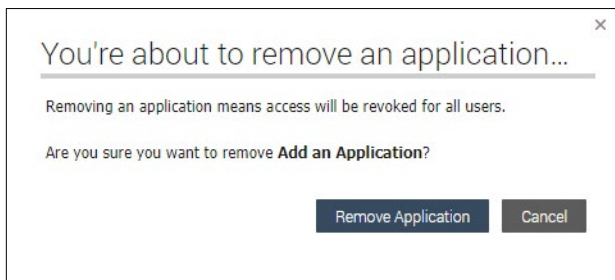 You're about to remove an application...
Removing an application means access will be revoked for all users.
Are you sure you want to remove Add an Application?
Remove Application Cancel